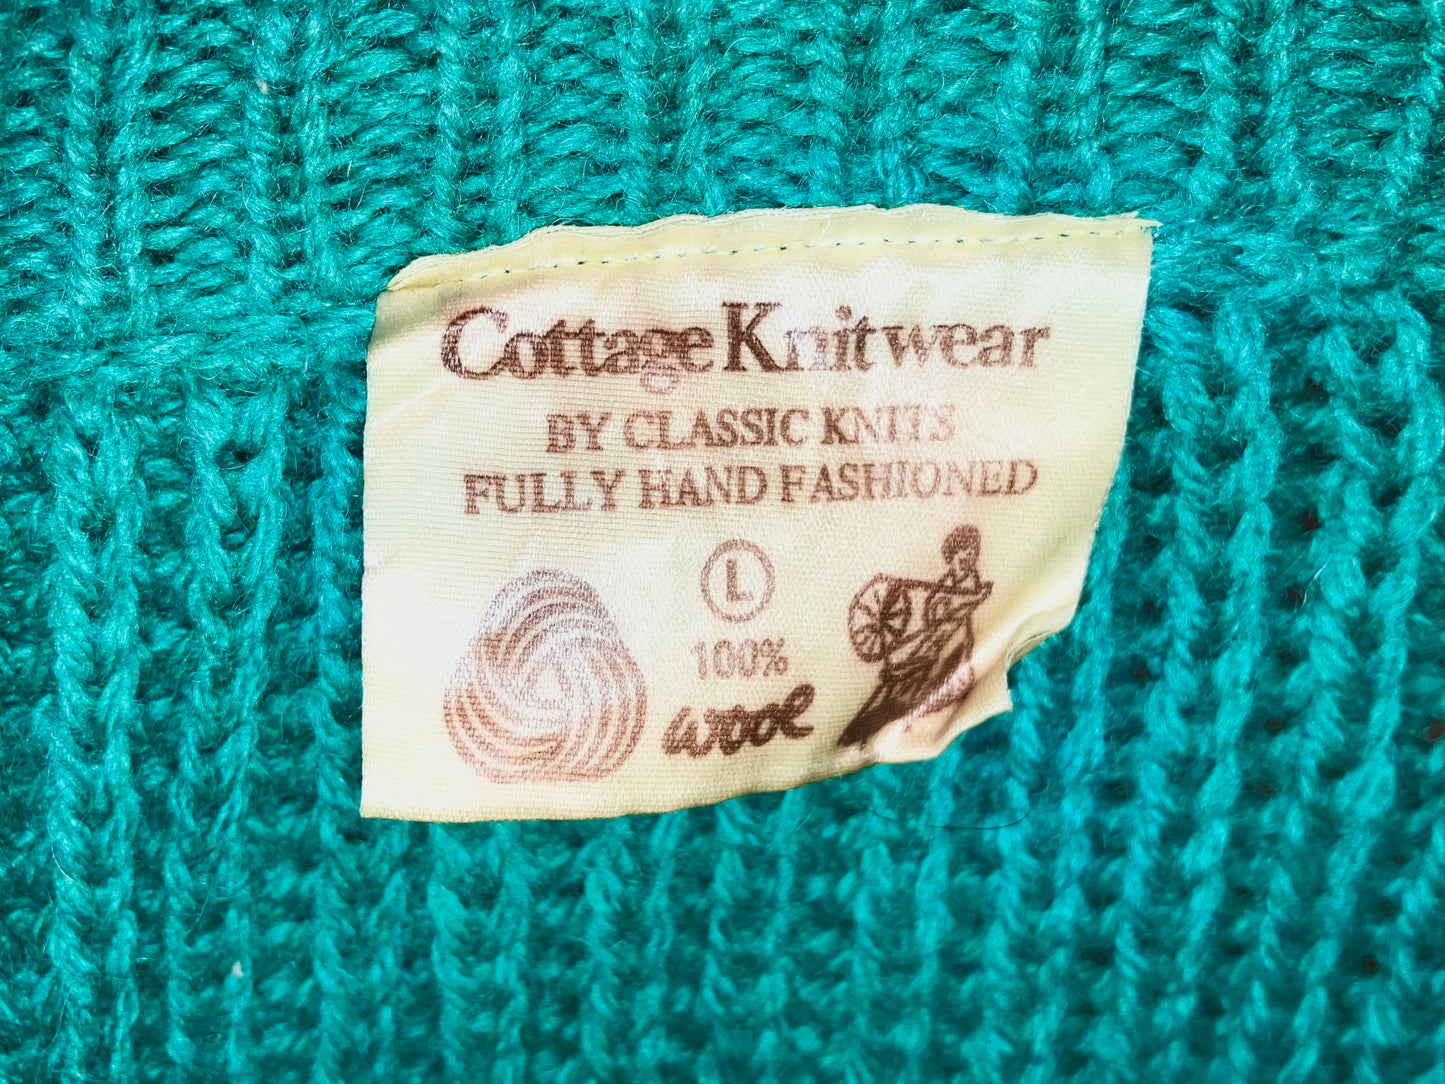 Cottage Knitwear
BY CLASSIC KNITS
FULLY HAND FASHIONED
L
100%
wool